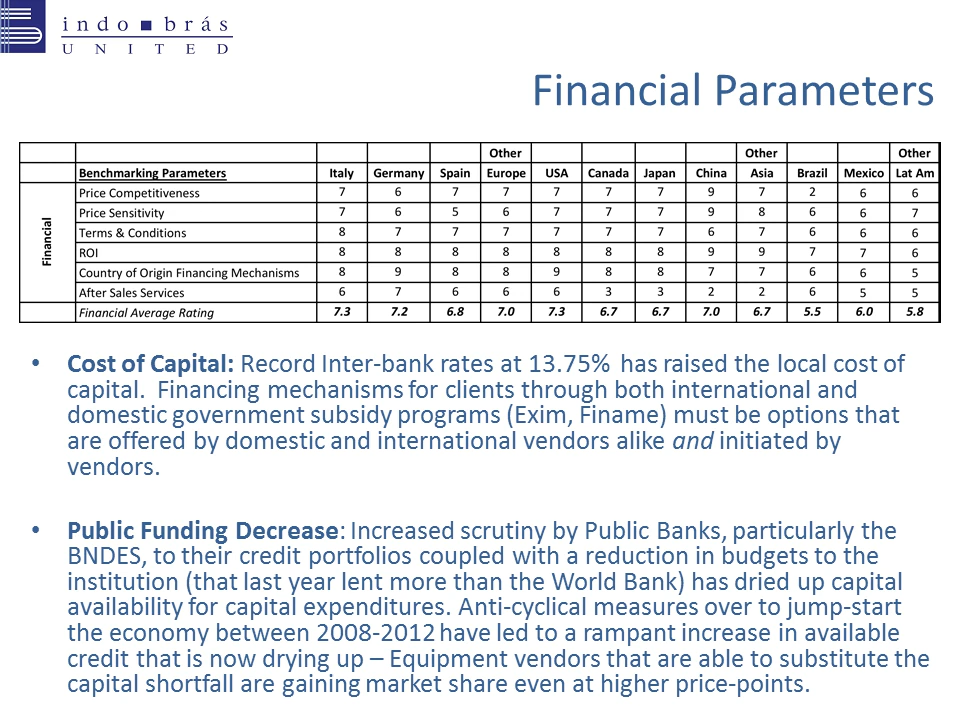 indo brás
UNITED
Financial Parameters
Other Other Other
Benchmarking Parameters Italy Germany Spain Europe USA Canada Japan China Asia Brazil Mexico Lat Am
Financial
Price Competitiveness 7 6 7 7 7 7 7 9 7 2 6 6
Price Sensitivity 7 6 5 6 7 7 7 9 8 6 6 7
Terms & Conditions 8 7 7 7 7 7 7 6 7 6 6 6
ROI 8 8 8 8 8 8 8 9 9 7 7 6
Country of Origin Financing Mechanisms 8 9 8 8 9 8 8 7 7 6 6 5
After Sales Services 6 7 6 6 6 3 3 2 2 6 5 5
Financial Average Rating 7.3 7.2 6.8 7.0 7.3 6.7 6.7 7.0 6.7 5.5 6.0 5.8
• Cost of Capital: Record Inter-bank rates at 13.75% has raised the local cost of
capital. Financing mechanisms for clients through both international and
domestic government subsidy programs (Exim, Finame) must be options that
are offered by domestic and international vendors alike and initiated by
vendors.
• Public Funding Decrease: Increased scrutiny by Public Banks, particularly the
BNDES, to their credit portfolios coupled with a reduction in budgets to the
institution (that last year lent more than the World Bank) has dried up capital
availability for capital expenditures. Anti-cyclical measures over to jump-start
the economy between 2008-2012 have led to a rampant increase in available
credit that is now drying up – Equipment vendors that are able to substitute the
capital shortfall are gaining market share even at higher price-points.